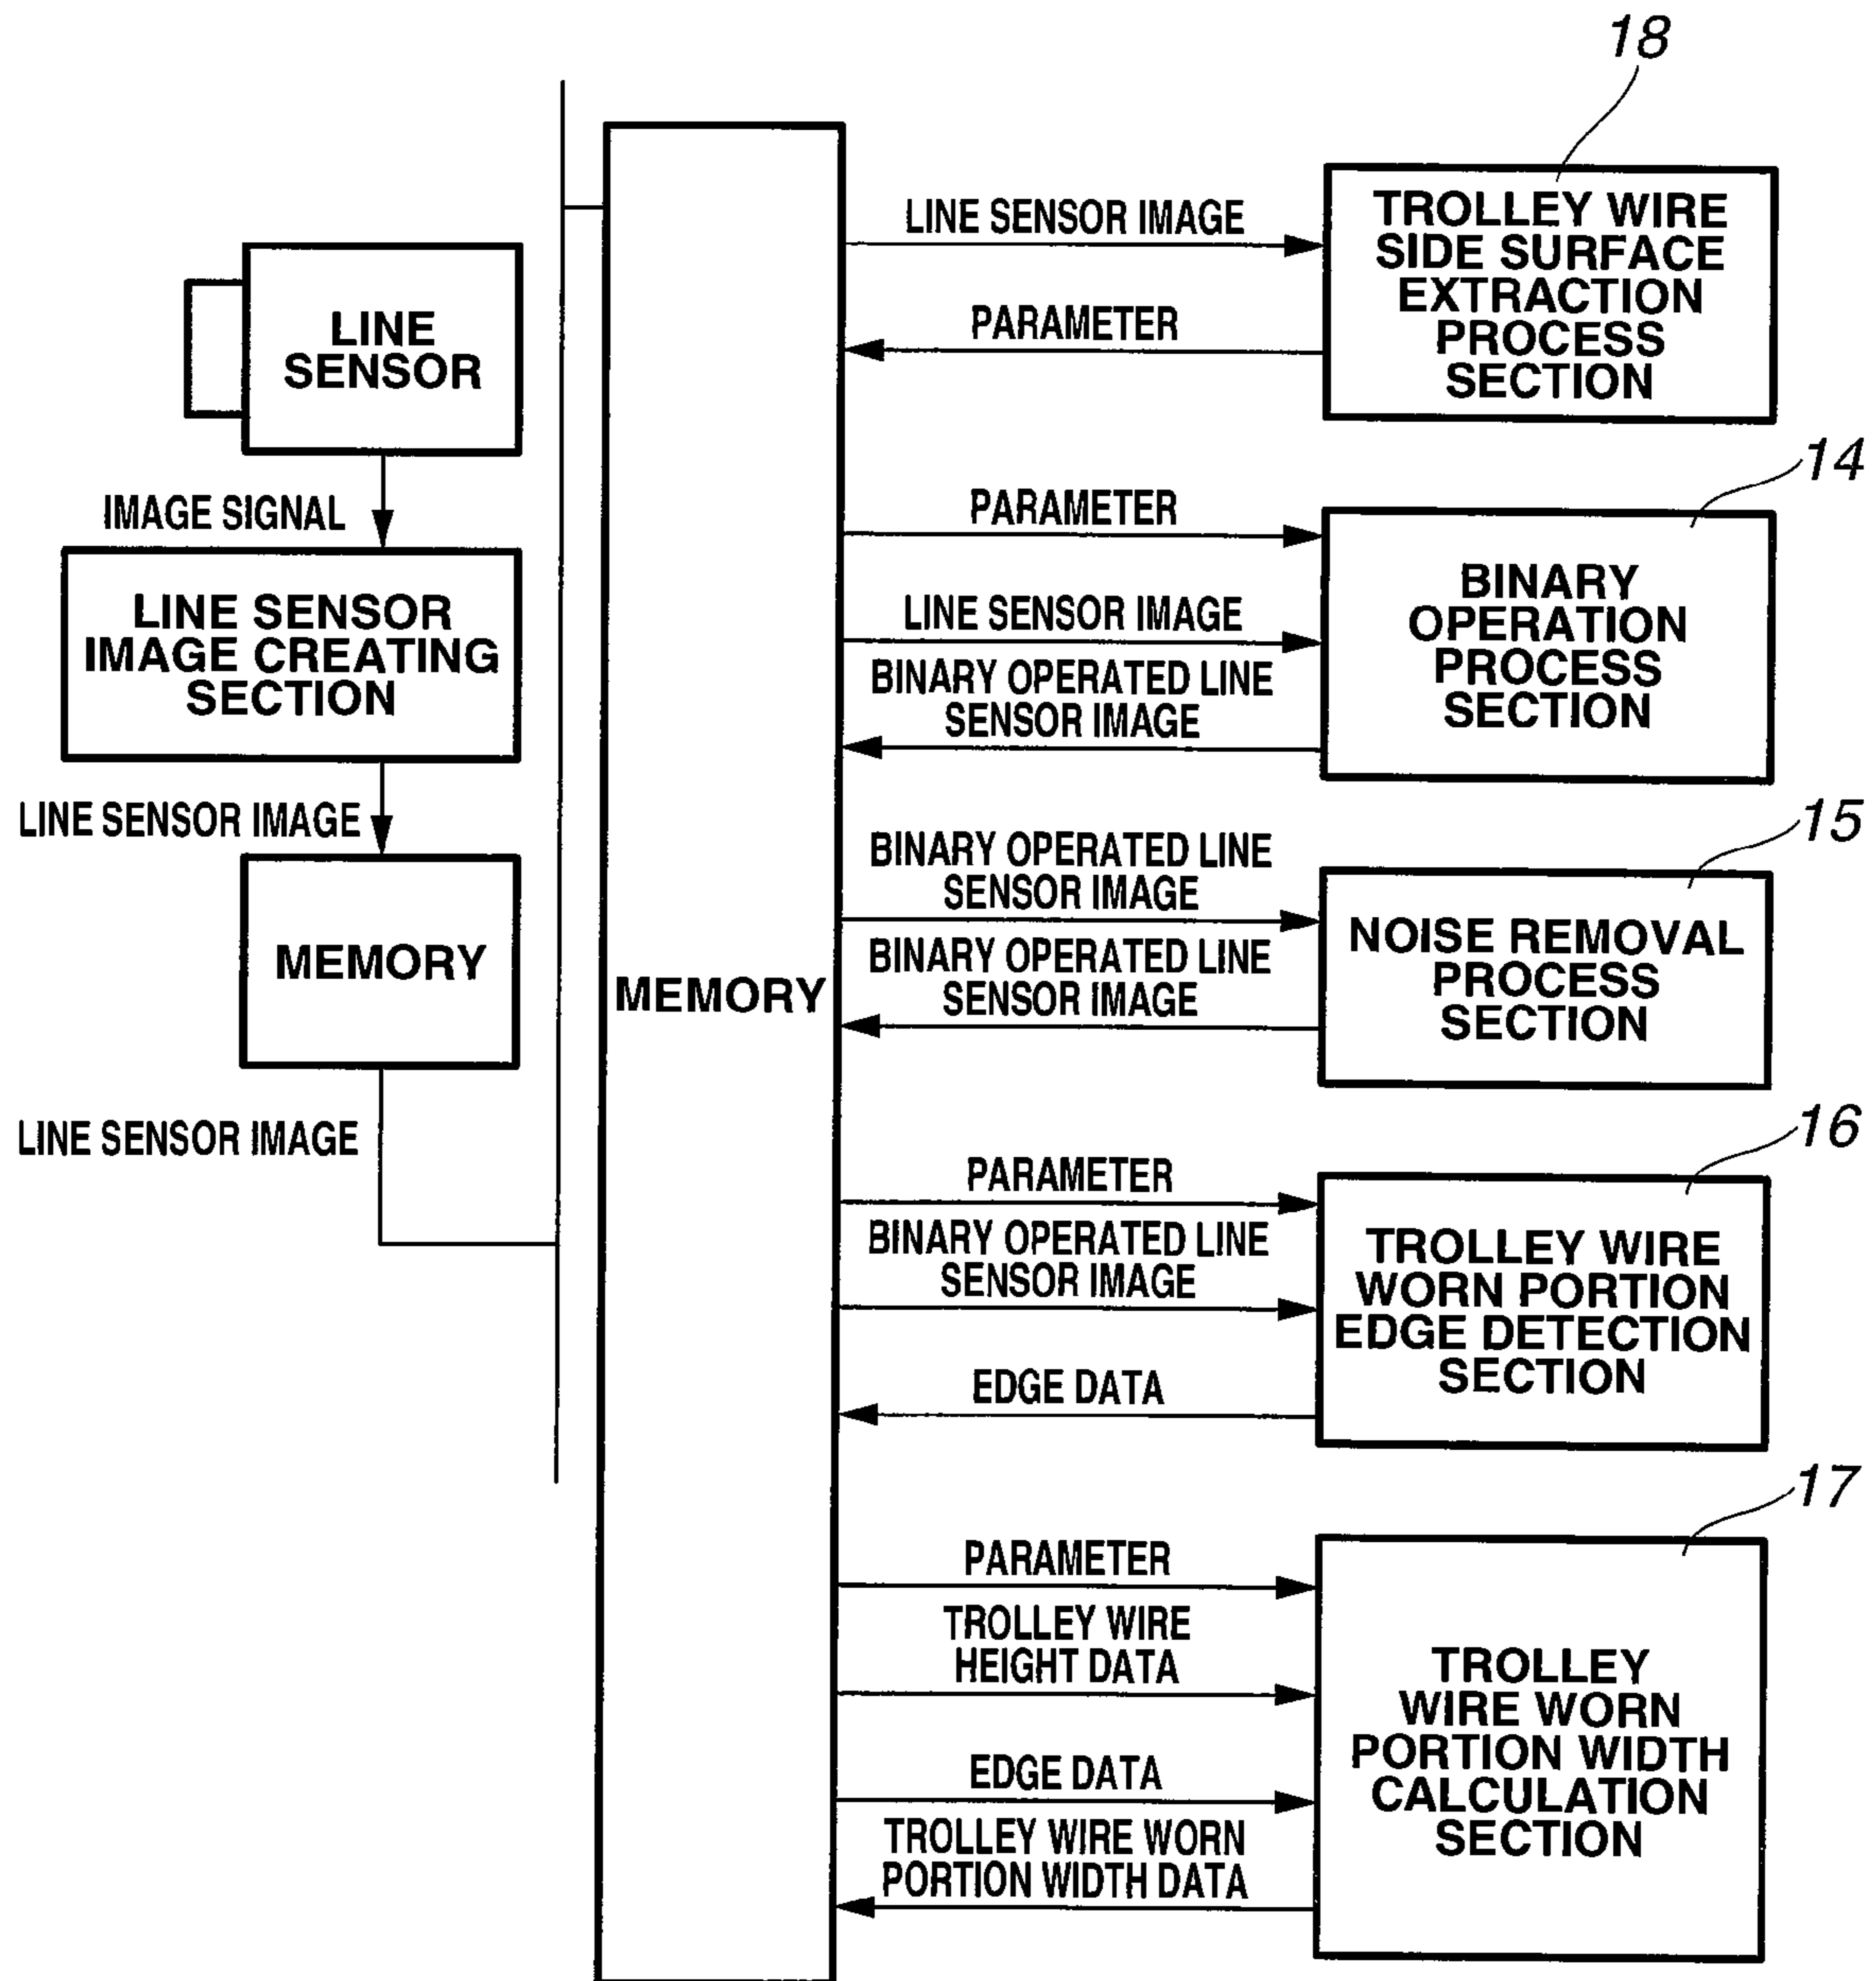 18
LINE SENSOR IMAGE
PARAMETER
TROLLEY WIRE
SIDE SURFACE
EXTRACTION
PROCESS
SECTION
LINE
SENSOR
IMAGE SIGNAL
LINE SENSOR
IMAGE CREATING
SECTION
LINE SENSOR IMAGE
MEMORY
LINE SENSOR IMAGE
MEMORY
14
PARAMETER
LINE SENSOR IMAGE
BINARY OPERATED LINE
SENSOR IMAGE
BINARY
OPERATION
PROCESS
SECTION
15
BINARY OPERATED LINE
SENSOR IMAGE
BINARY OPERATED LINE
SENSOR IMAGE
NOISE REMOVAL
PROCESS
SECTION
16
PARAMETER
BINARY OPERATED LINE
SENSOR IMAGE
EDGE DATA
TROLLEY WIRE
WORN PORTION
EDGE DETECTION
SECTION
17
PARAMETER
TROLLEY WIRE
HEIGHT DATA
EDGE DATA
TROLLEY WIRE WORN
PORTION WIDTH DATA
TROLLEY
WIRE WORN
PORTION WIDTH
CALCULATION
SECTION